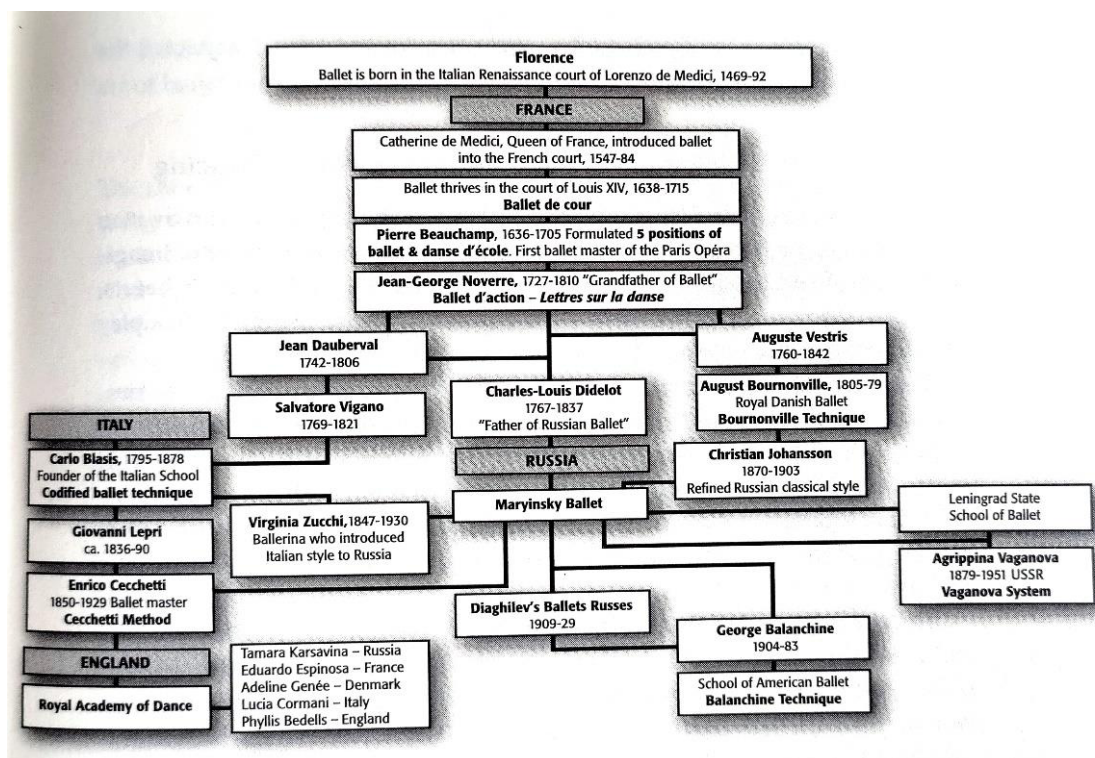 Florence
Ballet is born in the Italian Renaissance court of Lorenzo de Medici, 1469-92
FRANCE
Catherine de Medici, Queen of France, introduced ballet
into the French court, 1547-84
Ballet thrives in the court of Louis XIV, 1638-1715
Ballet de cour
Pierre Beauchamp, 1636-1705 Formulated 5 positions of
ballet & danse d'école. First ballet master of the Paris Opéra
Jean-George Noverre, 1727-1810 "Grandfather of Ballet"
Ballet d'action – Lettres sur la danse
Jean Dauberval
1742-1806
Auguste Vestris
1760-1842
Salvatore Vigano
1769-1821
Charles-Louis Didelot
1767-1837
"Father of Russian Ballet"
August Bournonville, 1805-79
Royal Danish Ballet
Bournonville Technique
ITALY
Carlo Blasis, 1795-1878
Founder of the Italian School
Codified ballet technique
RUSSIA
Christian Johansson
1870-1903
Refined Russian classical style
Virginia Zucchi,1847-1930
Ballerina who introduced
Italian style to Russia
Maryinsky Ballet
Leningrad State
School of Ballet
Giovanni Lepri
ca. 1836-90
Agrippina Vaganova
1879-1951 USSR
Vaganova System
Enrico Cecchetti
1850-1929 Ballet master
Cecchetti Method
Diaghilev's Ballets Russes
1909-29
George Balanchine
1904-83
ENGLAND
Royal Academy of Dance
Tamara Karsavina – Russia
Eduardo Espinosa – France
Adeline Genée – Denmark
Lucia Cormani – Italy
Phyllis Bedells – England
School of American Ballet
Balanchine Technique